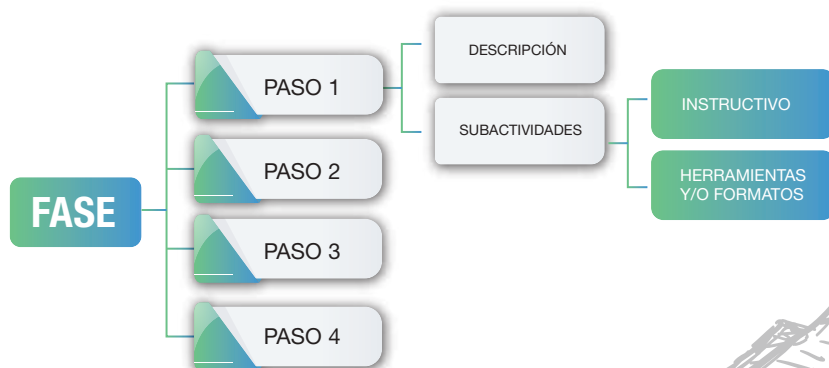 FASE
PASO 1
PASO 2
PASO 3
PASO 4
DESCRIPCIÓN
SUBACTIVIDADES
INSTRUCTIVO
HERRAMIENTAS
Y/O FORMATOS